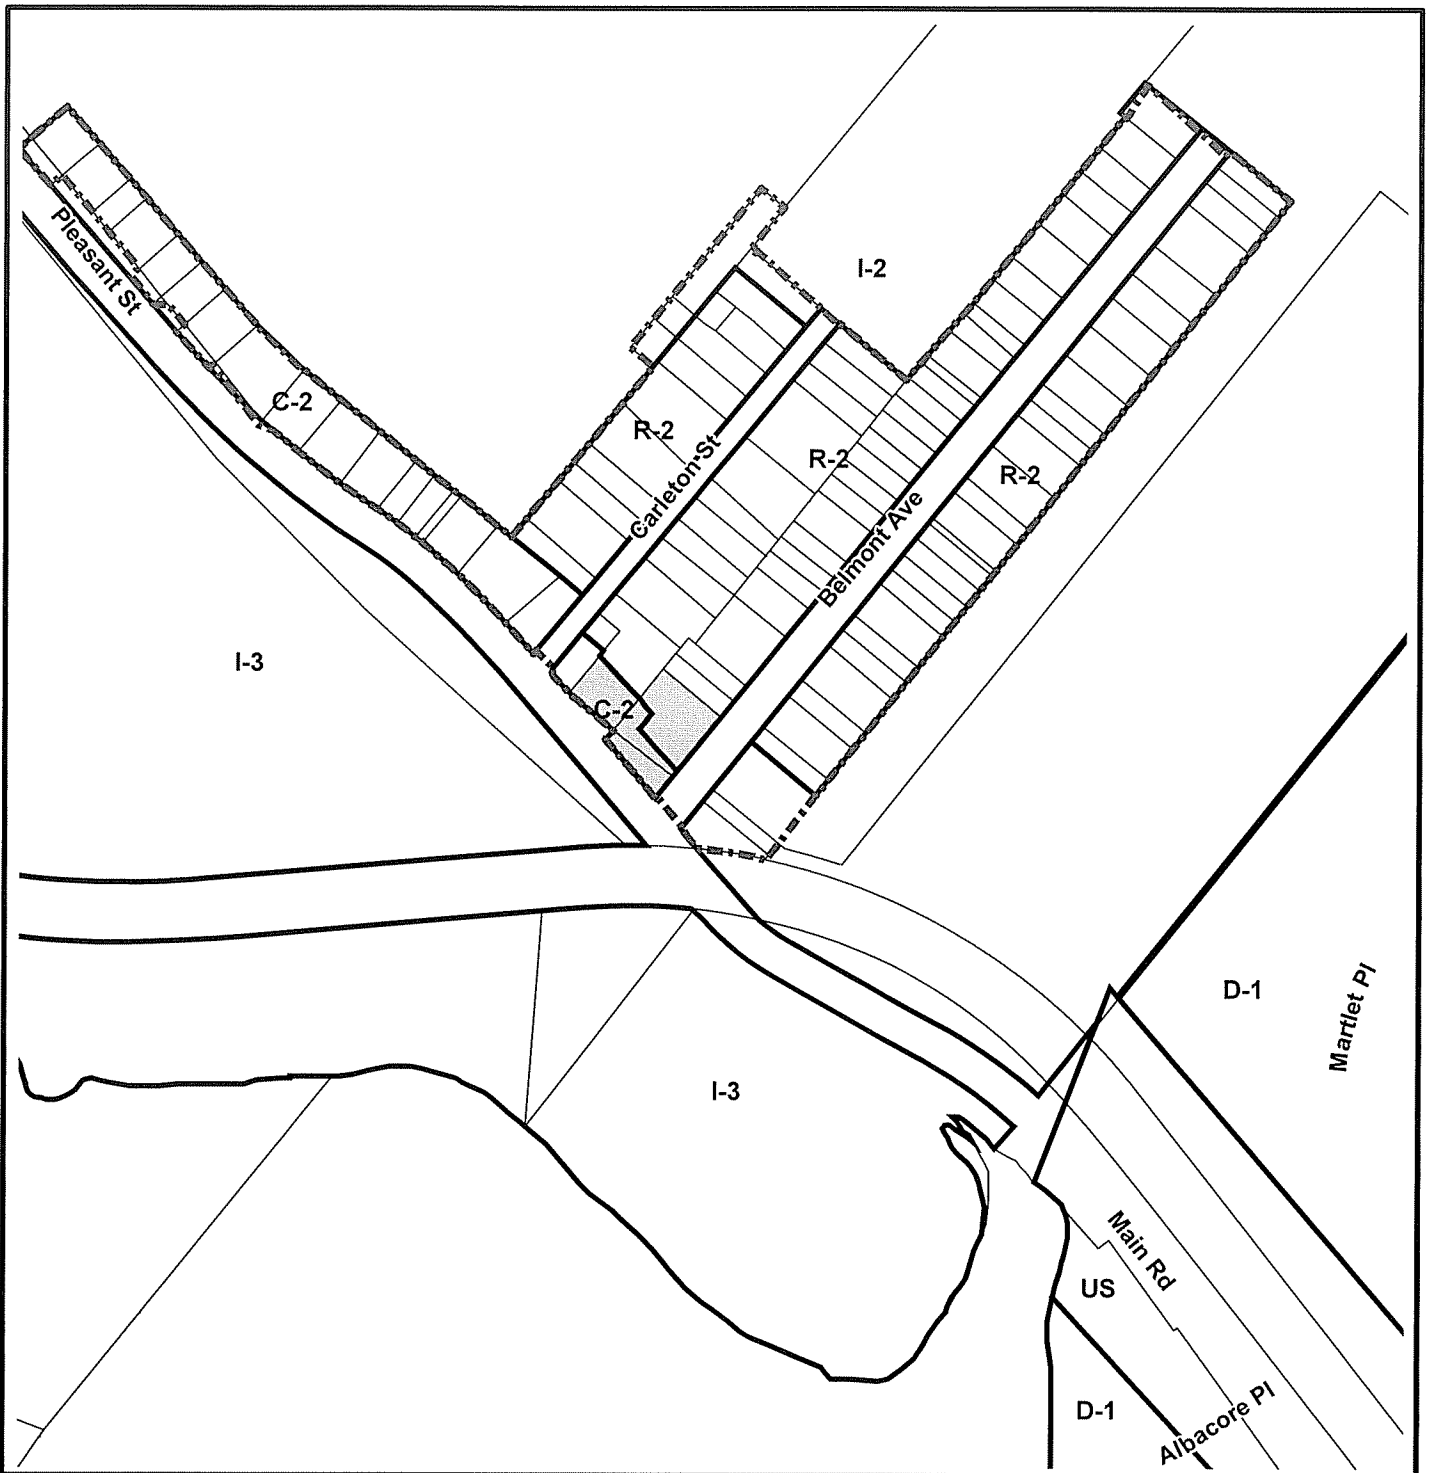 Pleasant St
I-2
C-2
R-2
R-2
R-2
Carleton St
Belmont Ave
I-3
C-2
D-1
Martlet Pl
I-3
Main Rd
US
D-1
Albacore Pl